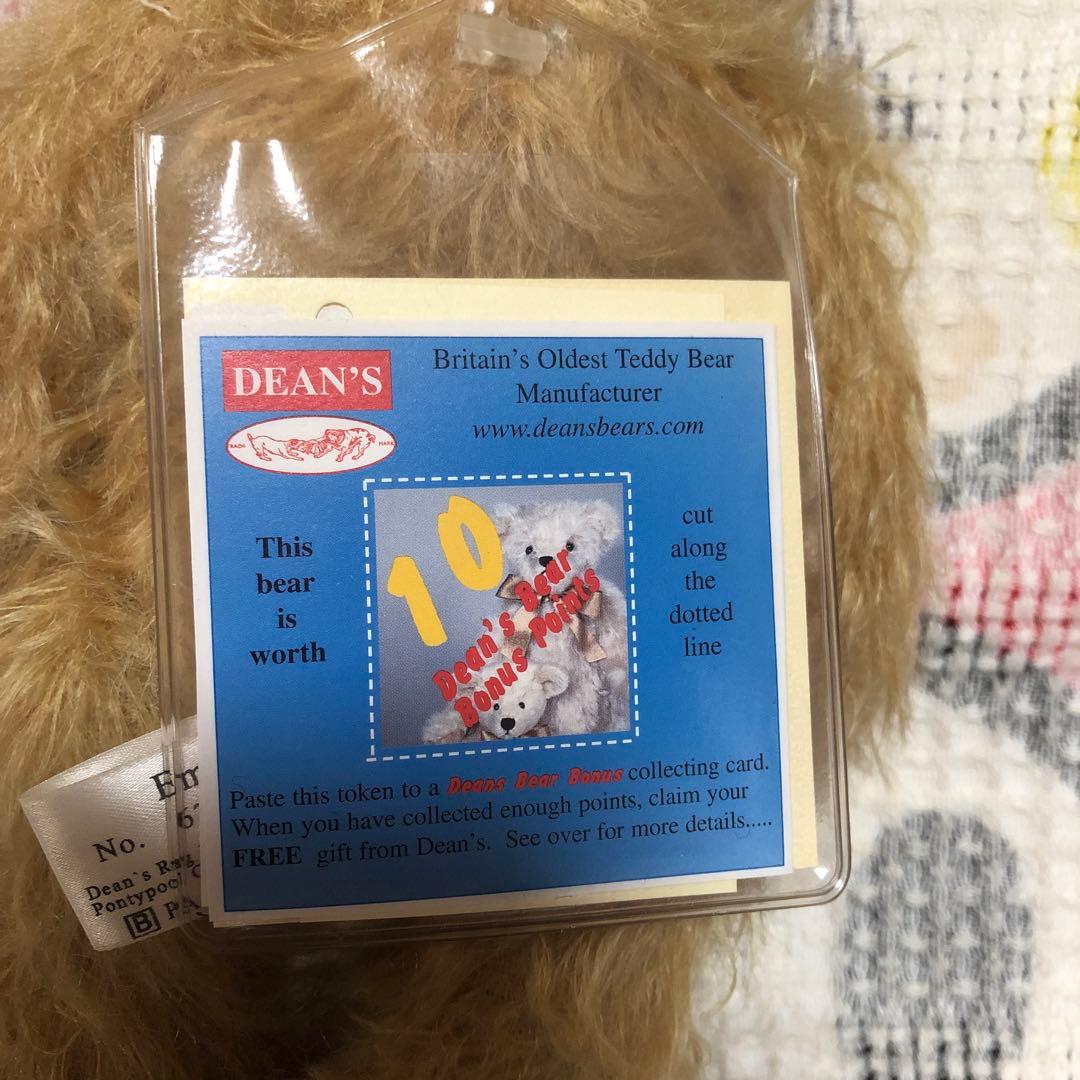 DEAN'S
Britain's Oldest Teddy Bear
Manufacturer
www.deansbears.com
This
bear
is
worth
10
Dean's Bear
Bonus Points
cut
along
the
dotted
line
Paste this token to a Deans Bear Bonus collecting card.
When you have collected enough points, claim your
FREE gift from Dean's. See over for more details.....
No.
Dean's
Pontypool
[B]